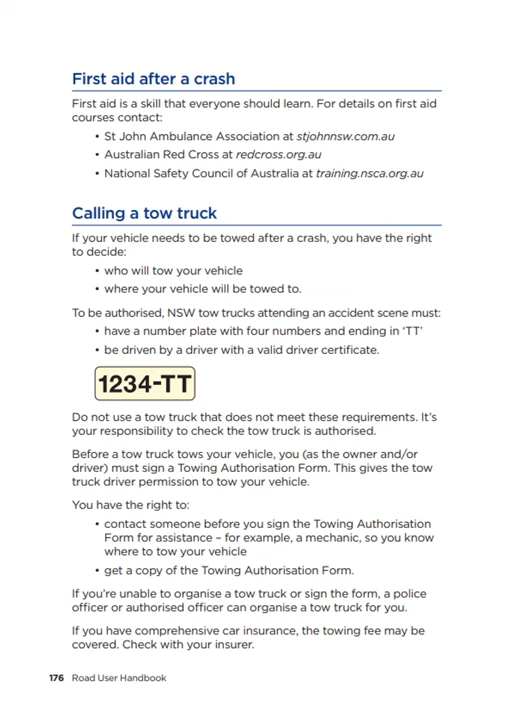 First aid after a crash
First aid is a skill that everyone should learn. For details on first aid
courses contact:
• St John Ambulance Association at stjohnnsw.com.au
• Australian Red Cross at redcross.org.au
• National Safety Council of Australia at training.nsca.org.au
Calling a tow truck
If your vehicle needs to be towed after a crash, you have the right
to decide:
• who will tow your vehicle
• where your vehicle will be towed to.
To be authorised, NSW tow trucks attending an accident scene must:
• have a number plate with four numbers and ending in ‘TT’
• be driven by a driver with a valid driver certificate.
1234-TT
Do not use a tow truck that does not meet these requirements. It’s
your responsibility to check the tow truck is authorised.
Before a tow truck tows your vehicle, you (as the owner and/or
driver) must sign a Towing Authorisation Form. This gives the tow
truck driver permission to tow your vehicle.
You have the right to:
• contact someone before you sign the Towing Authorisation
Form for assistance – for example, a mechanic, so you know
where to tow your vehicle
• get a copy of the Towing Authorisation Form.
If you’re unable to organise a tow truck or sign the form, a police
officer or authorised officer can organise a tow truck for you.
If you have comprehensive car insurance, the towing fee may be
covered. Check with your insurer.
176 Road User Handbook